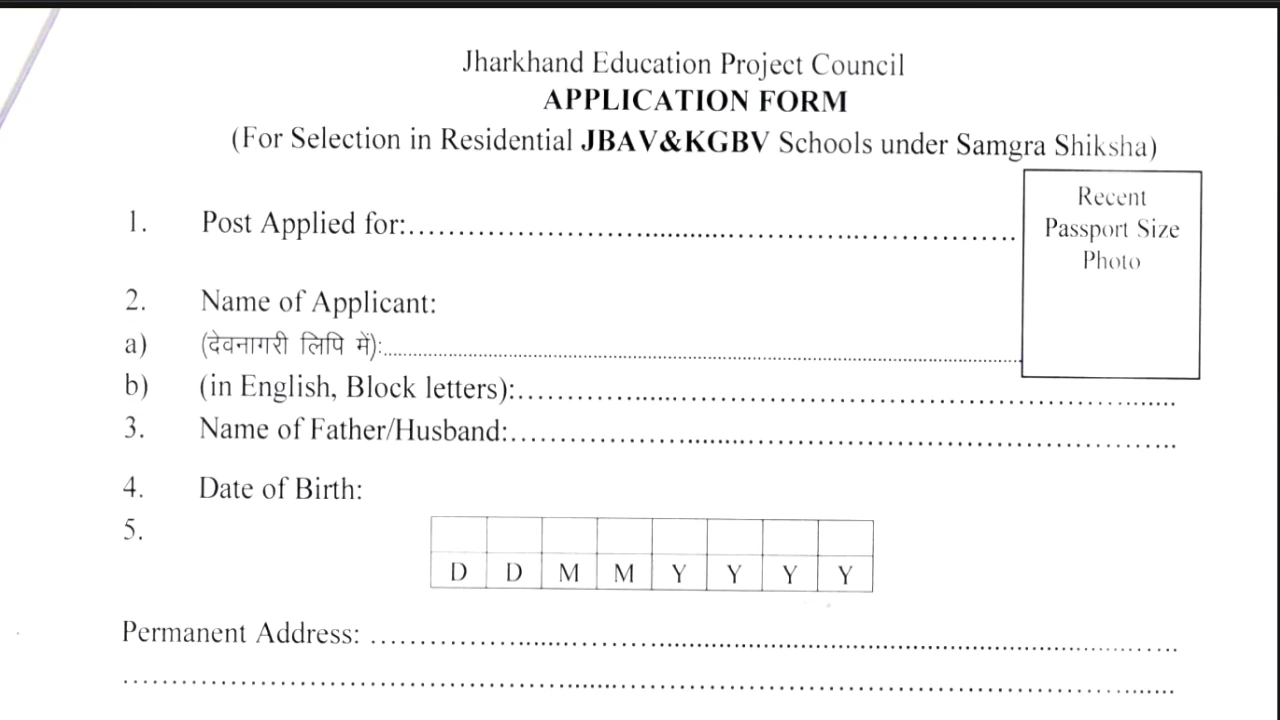 Jharkhand Education Project Council
APPLICATION FORM
(For Selection in Residential JBAV&KGBV Schools under Samgra Shiksha)
Recent
Passport Size
Photo
1. Post Applied for:..........................................................
2. Name of Applicant:
a) (देवनागरी लिपि में):..........................................................
b) (in English, Block letters):..........................................................
3. Name of Father/Husband:..........................................................
4. Date of Birth:
5.
D D M M Y Y Y Y
Permanent Address: ..........................................................
..........................................................